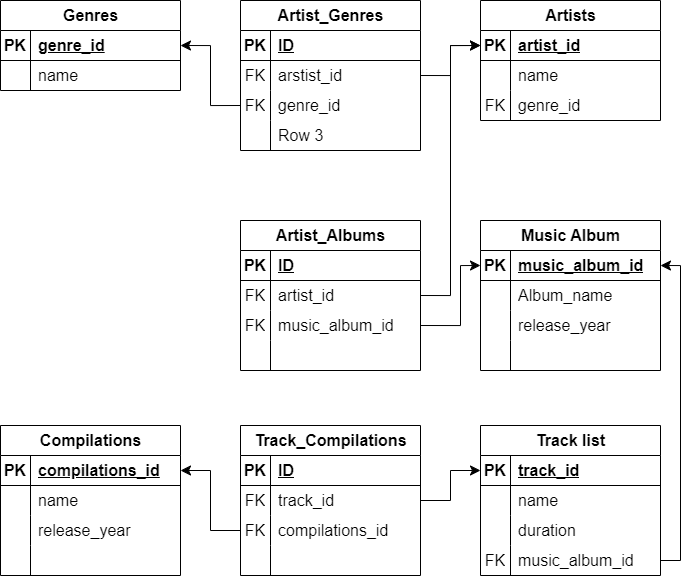 Genres
PK genre_id
name
Artist_Genres
PK ID
FK arstist_id
FK genre_id
Row 3
Artists
PK artist_id
name
FK genre_id
Artist_Albums
PK ID
FK artist_id
FK music_album_id
Music Album
PK music_album_id
Album_name
release_year
Compilations
PK compilations_id
name
release_year
Track_Compilations
PK ID
FK track_id
FK compilations_id
Track list
PK track_id
name
duration
FK music_album_id